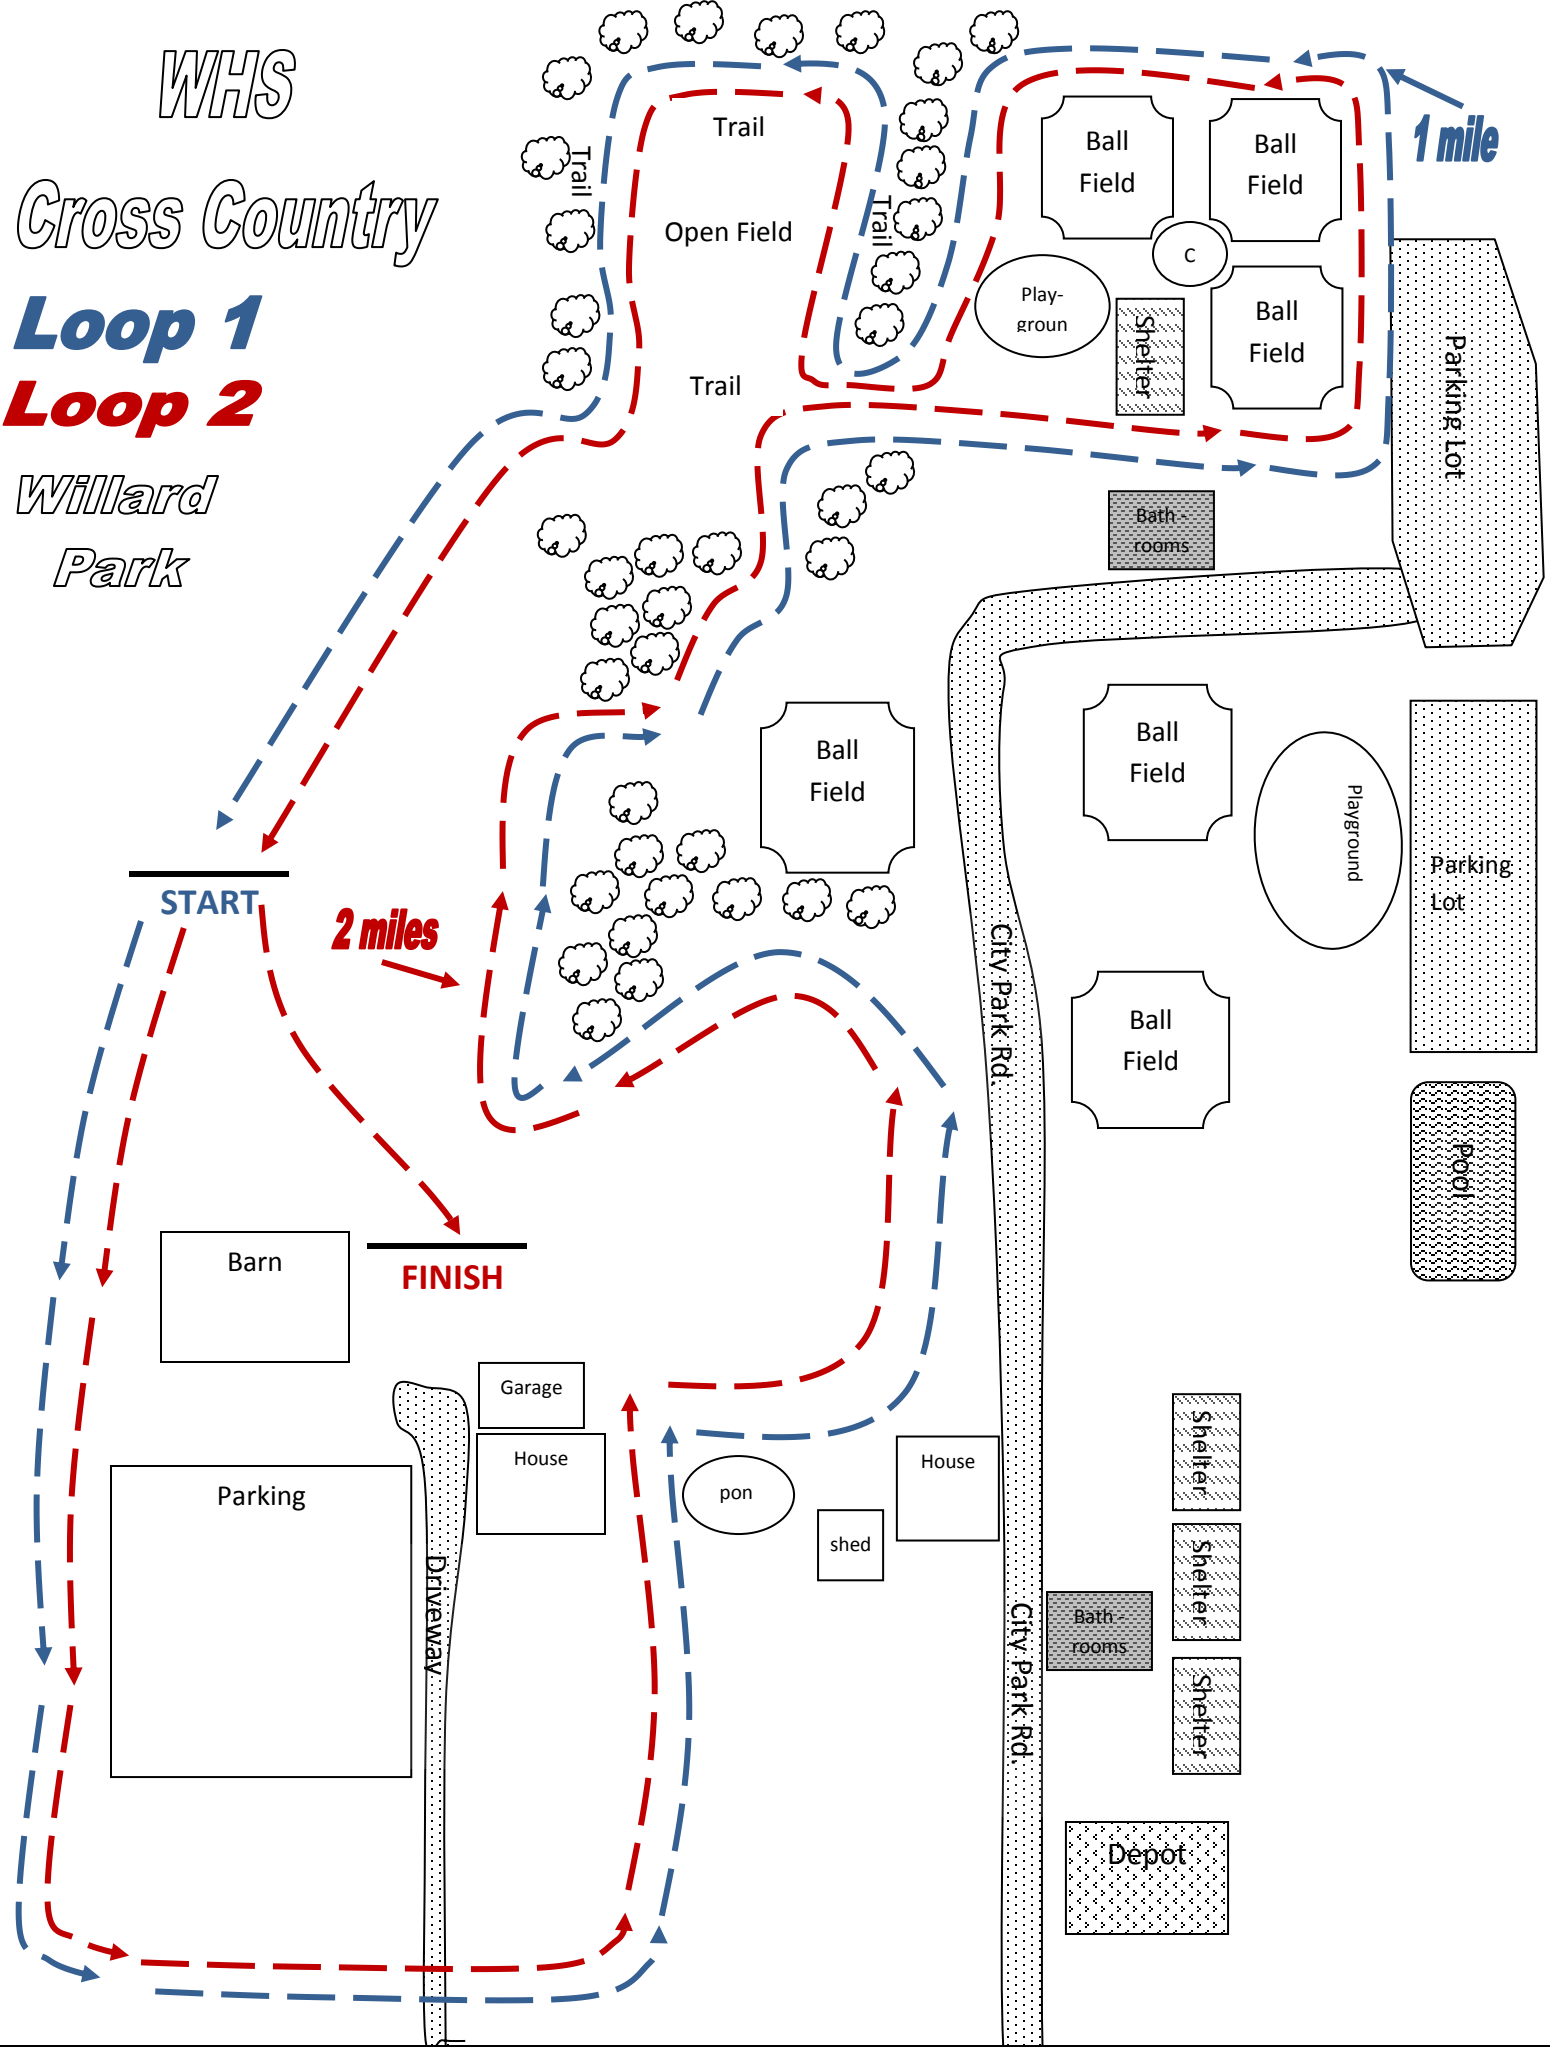 WHS
Cross Country
Loop 1
Loop 2
Willard
Park
Trail
Trail
Open Field
Trail
Trail
Ball
Field
Ball
Field
1 mile
C
Play-
groun
Shelter
Ball
Field
Parking Lot
Bath -
rooms
Ball
Field
Ball
Field
Playground
Parking
Lot
START
2 miles
City Park Rd.
Ball
Field
Pool
Barn
FINISH
Garage
House
Parking
Driveway
pon
shed
House
Shelter
Shelter
Shelter
Bath -
rooms
City Park Rd.
Depot